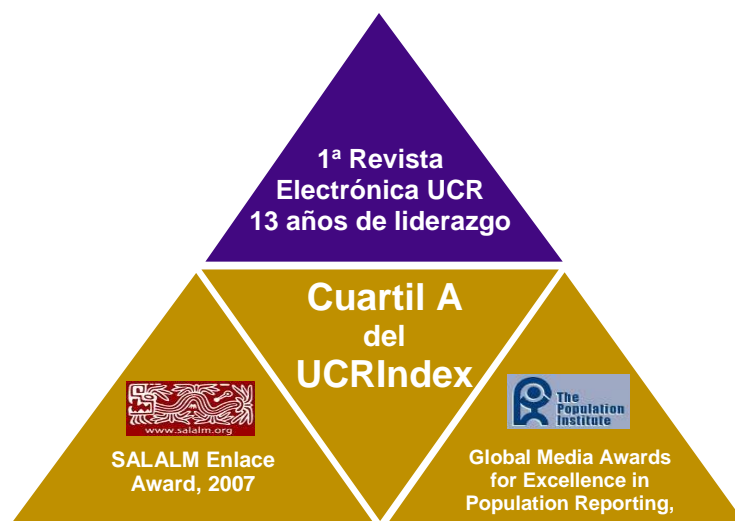 1ª Revista
Electrónica UCR
13 años de liderazgo
Cuartil A
del
UCRIndex
www.salalm.org
SALALM Enlace
Award, 2007
The
Population
Institute
Global Media Awards
for Excellence in
Population Reporting,